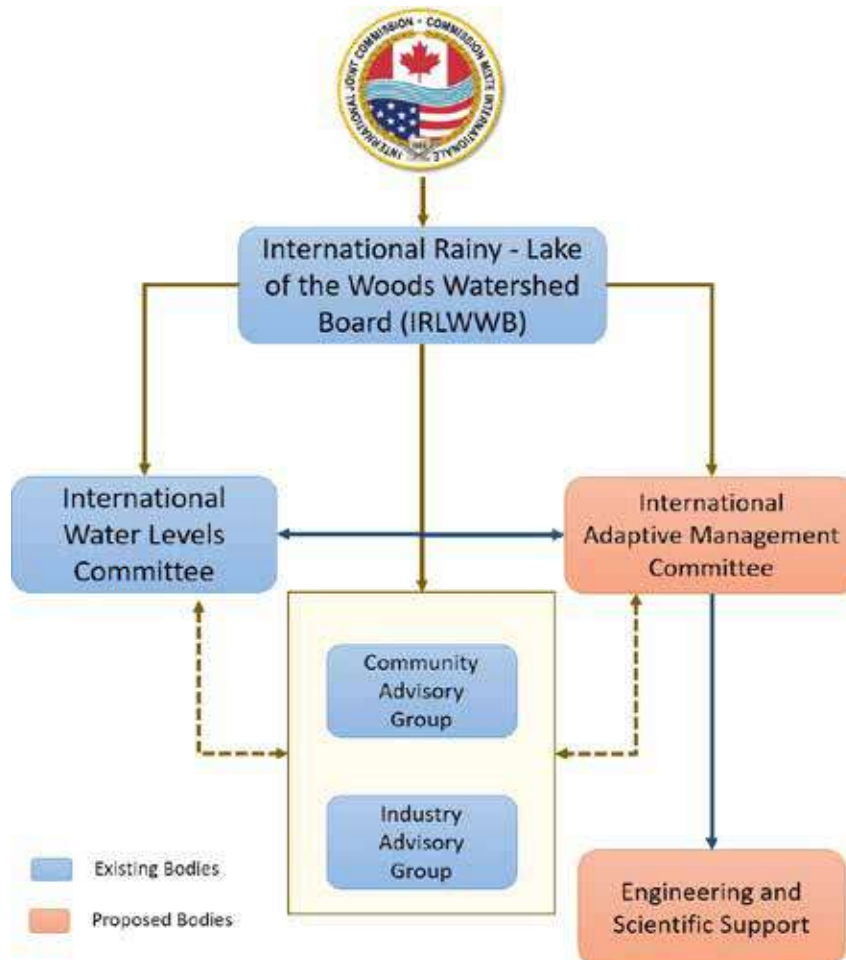 INTERNATIONAL JOINT COMMISSION • COMMISSION MIXTE INTERNATIONALE
International Rainy - Lake
of the Woods Watershed
Board (IRLWWB)
International
Water Levels
Committee
International
Adaptive Management
Committee
Community
Advisory
Group
Industry
Advisory
Group
Engineering and
Scientific Support
Existing Bodies
Proposed Bodies